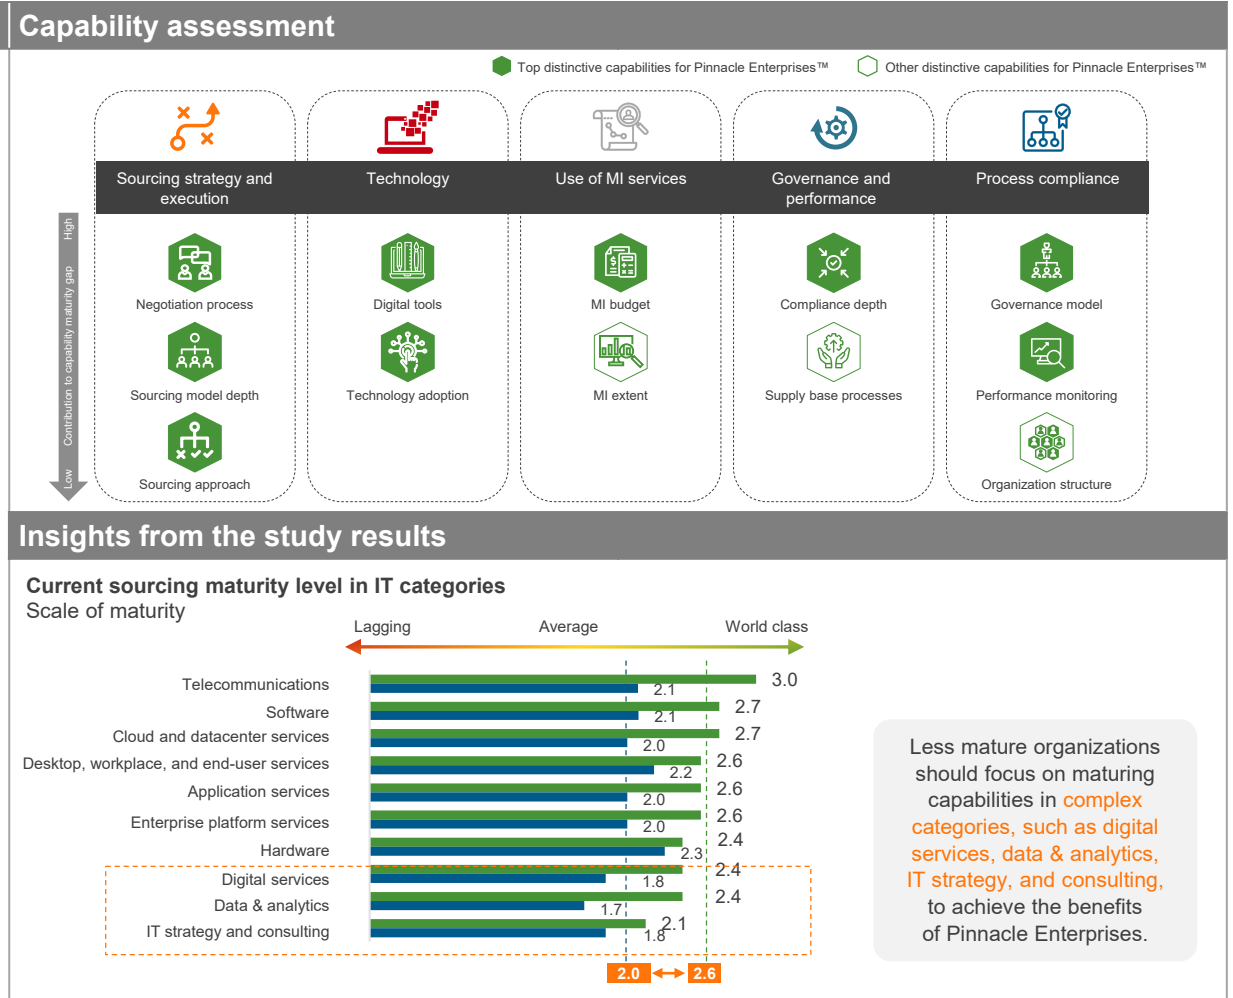 Capability assessment
Top distinctive capabilities for Pinnacle Enterprises™
Other distinctive capabilities for Pinnacle Enterprises™
Sourcing strategy and
execution
Technology
Use of MI services
Governance and
performance
Process compliance
High
Contribution to capability maturity gap
Low
Negotiation process
Digital tools
MI budget
Compliance depth
Governance model
Sourcing model depth
Technology adoption
MI extent
Supply base processes
Performance monitoring
Sourcing approach
Organization structure
Insights from the study results
Current sourcing maturity level in IT categories
Scale of maturity
Lagging
Average
World class
Telecommunications
3.0
2.1
Software
2.7
2.1
Cloud and datacenter services
2.7
2.0
Desktop, workplace, and end-user services
2.6
2.2
Application services
2.6
2.0
Enterprise platform services
2.6
2.0
Hardware
2.4
2.3
Digital services
2.4
1.8
Data & analytics
2.4
1.7
IT strategy and consulting
2.1
1.8
2.0
2.6
Less mature organizations
should focus on maturing
capabilities in complex
categories, such as digital
services, data & analytics,
IT strategy, and consulting,
to achieve the benefits
of Pinnacle Enterprises.